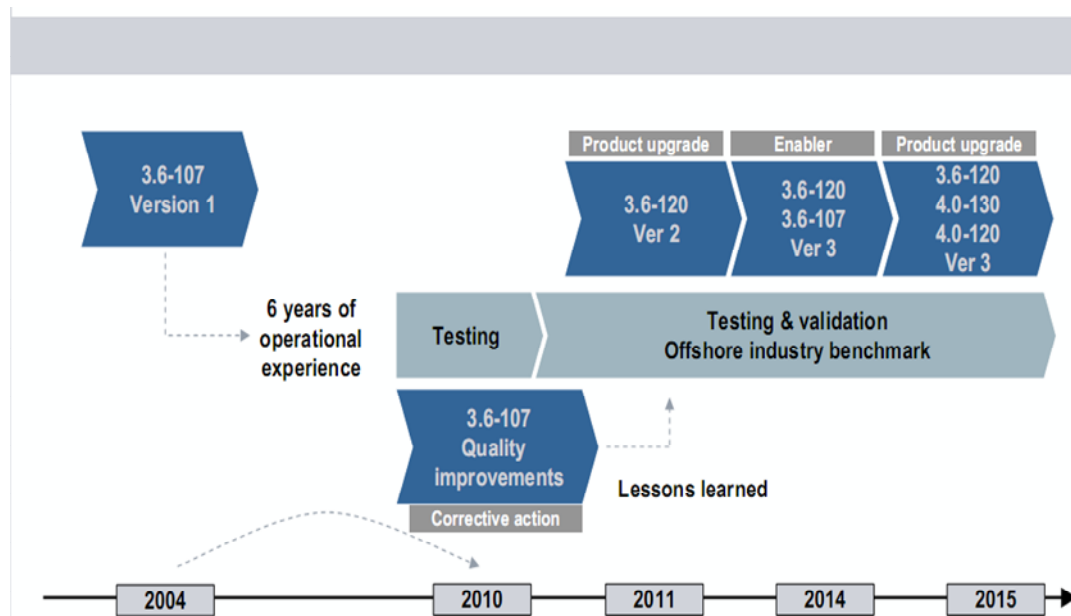 Product upgrade
Enabler
Product upgrade
3.6-107
Version 1
3.6-120
Ver 2
3.6-120
3.6-107
Ver 3
3.6-120
4.0-130
4.0-120
Ver 3
6 years of
operational
experience
Testing
Testing & validation
Offshore industry benchmark
3.6-107
Quality
improvements
Corrective action
Lessons learned
2004
2010
2011
2014
2015